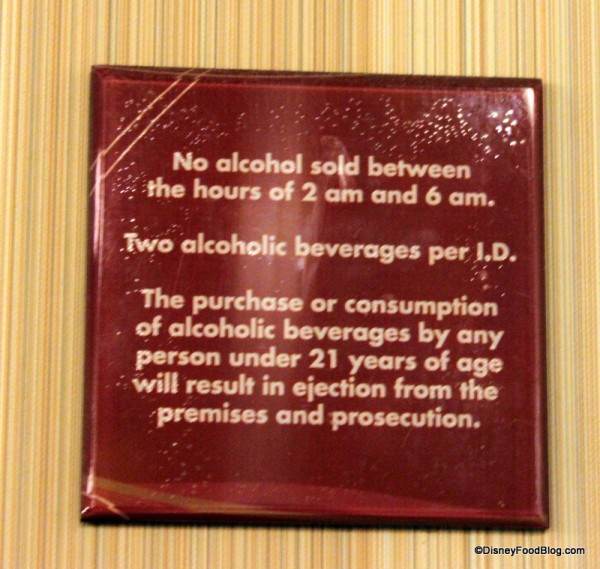 No alcohol sold between
the hours of 2 am and 6 am.
Two alcoholic beverages per I.D.
The purchase or consumption
of alcoholic beverages by any
person under 21 years of age
will result in ejection from the
premises and prosecution.
©DisneyFoodBlog.com